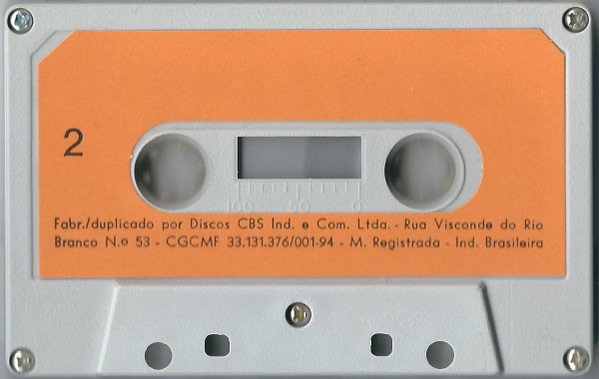 2
100 50 0
Fabr./duplicado por Discos CBS Ind. e Com. Ltda. - Rua Visconde do Rio
Branco N.o 53 - CGCMF 33.131.376/001-94 - M. Registrada - Ind. Brasileira